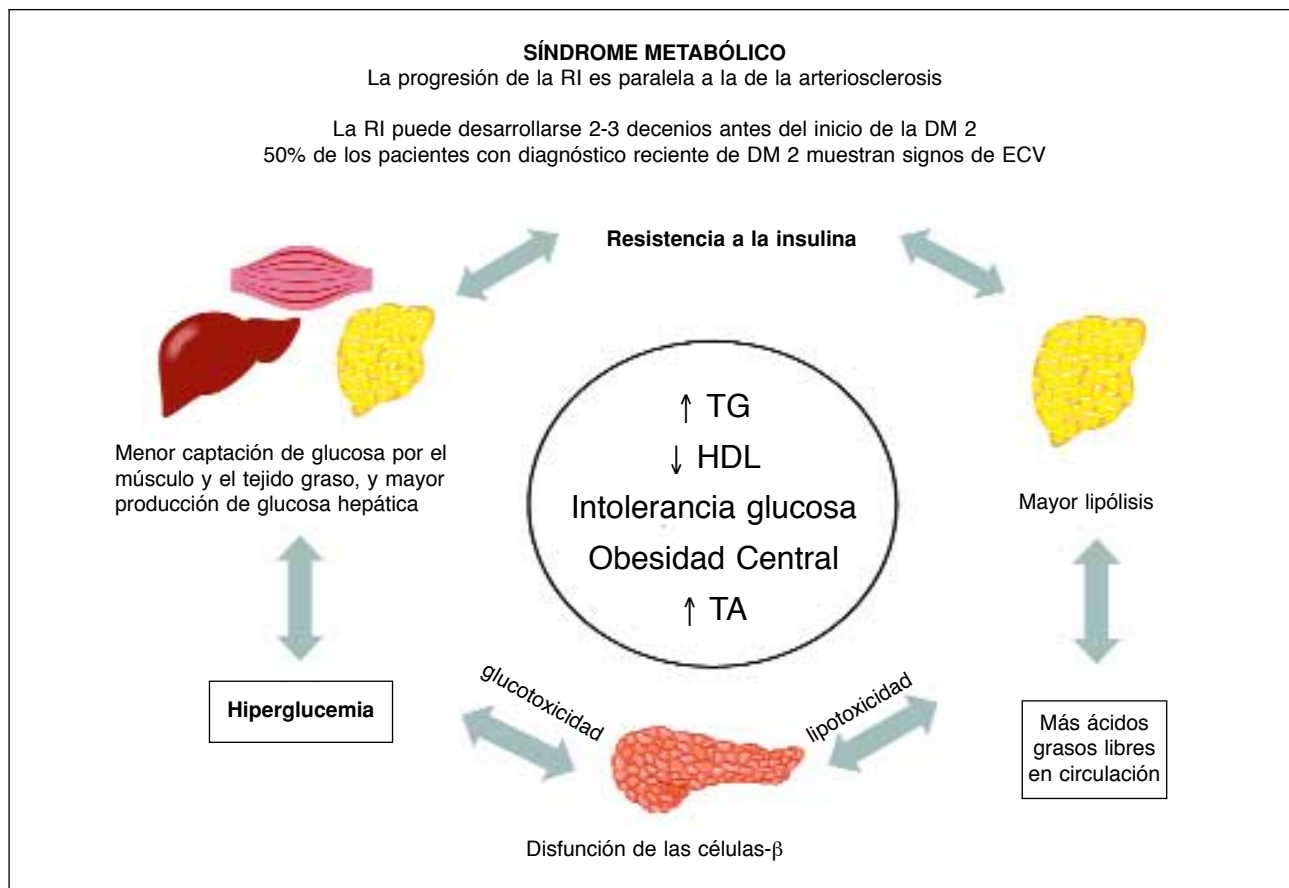 SÍNDROME METABÓLICO
La progresión de la RI es paralela a la de la arteriosclerosis
La RI puede desarrollarse 2-3 decenios antes del inicio de la DM 2
50% de los pacientes con diagnóstico reciente de DM 2 muestran signos de ECV
Resistencia a la insulina
Menor captación de glucosa por el
músculo y el tejido graso, y mayor
producción de glucosa hepática
↑ TG
↓ HDL
Intolerancia glucosa
Obesidad Central
↑ TA
Mayor lipólisis
Hiperglucemia
glucotoxicidad
lipotoxicidad
Más ácidos
grasos libres
en circulación
Disfunción de las células-β